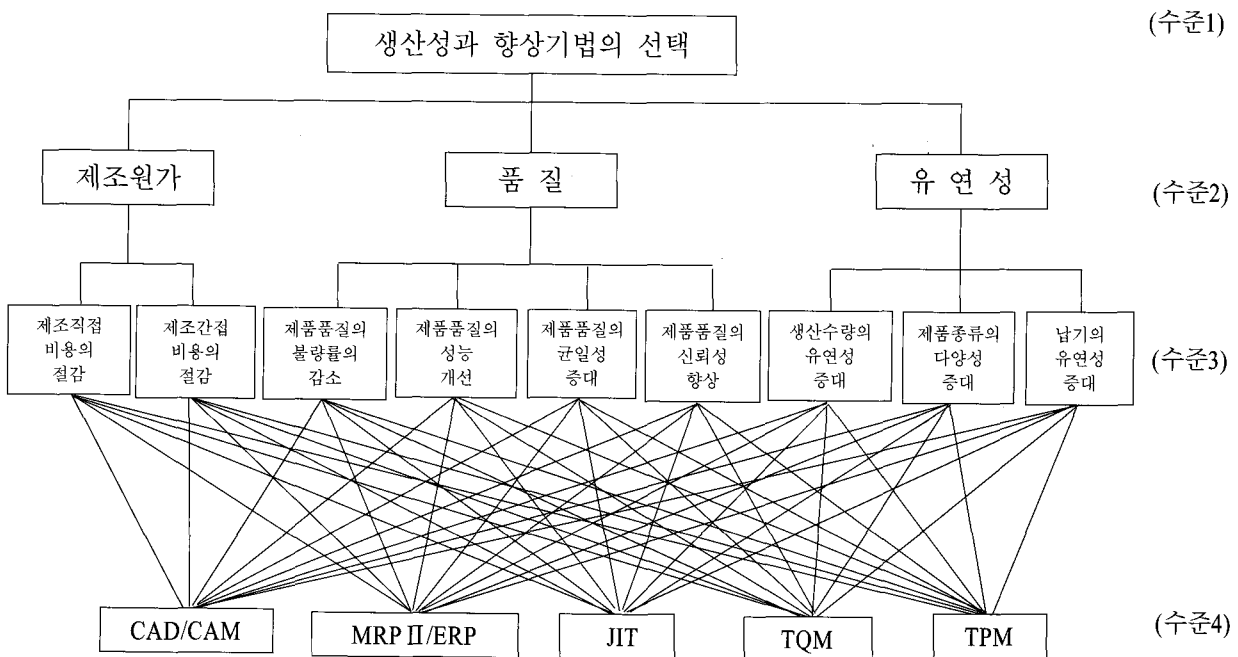 (수준1)
생산성과 향상기법의 선택
제조원가
품 질
유 연 성
(수준2)
제조직접
비용의
절감
제조간접
비용의
절감
제품품질의
불량률의
감소
제품품질의
성능
개선
제품품질의
균일성
증대
제품품질의
신뢰성
향상
생산수량의
유연성
증대
제품종류의
다양성
증대
납기의
유연성
증대
(수준3)
CAD/CAM
MRPⅡ/ERP
JIT
TQM
TPM
(수준4)